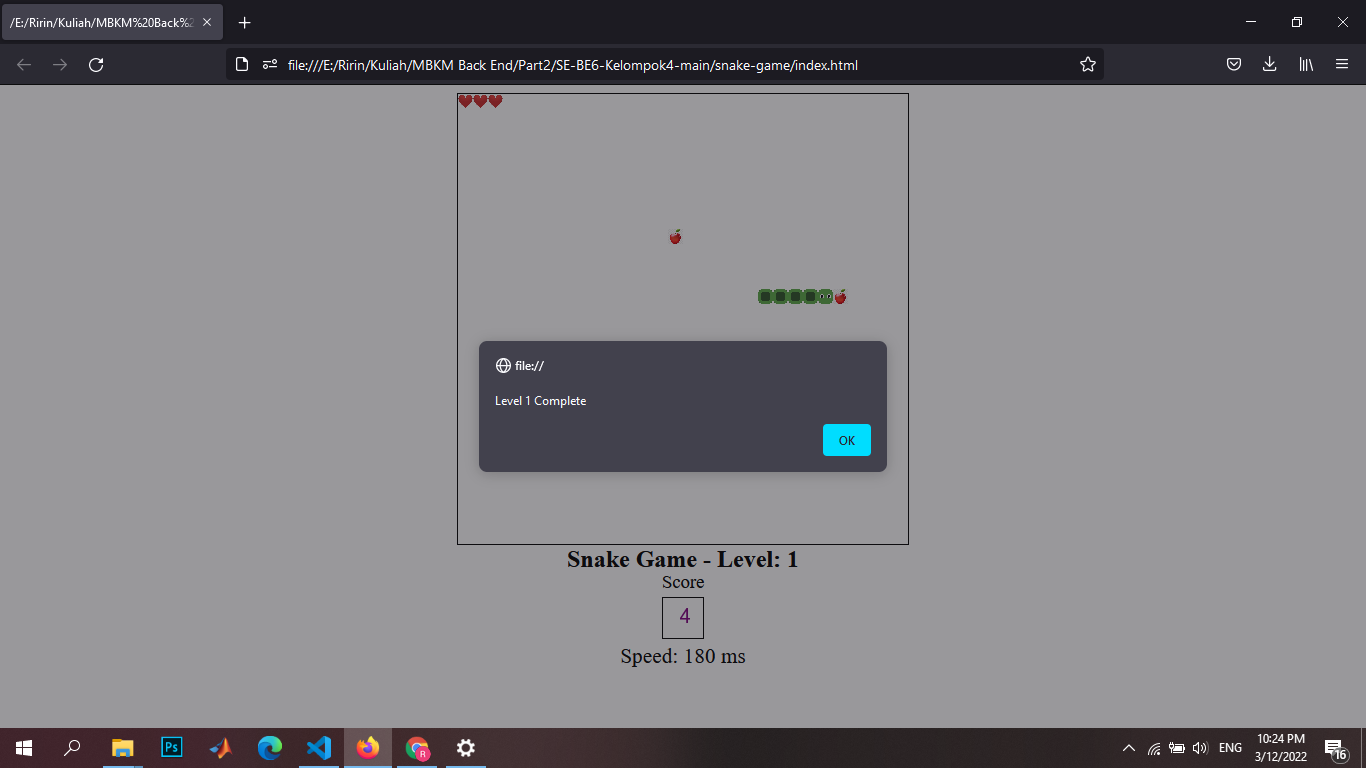 /E:/Ririn/Kuliah/MBKM%20Back%2
file:///E:/Ririn/Kuliah/MBKM Back End/Part2/SE-BE6-Kelompok4-main/snake-game/index.html
file://
Level 1 Complete
OK
Snake Game - Level: 1
Score
4
Speed: 180 ms
Ps
R
ENG
10:24 PM
3/12/2022
16